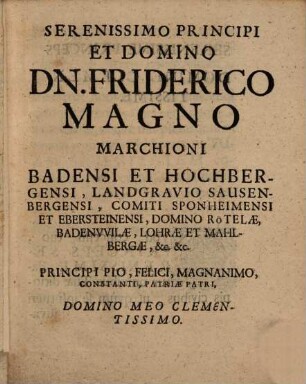 SERENISSIMO PRINCIPI
ET DOMINO
DN. FRIDERICO
MAGNO
MARCHIONI
BADENSI ET HOCHBER-
GENSI, LANDGRAVIO SAUSEN-
BERGENSI, COMITI SPONHEIMENSI
ET EBERSTEINENSI, DOMINO RöTELÆ,
BADENVVILÆ, LOHRÆ ET MAHL-
BERGÆ, &c. &c.
PRINCIPI PIO, FELICI, MAGNANIMO,
CONSTANTI, PATRIÆ PATRI,
DOMINO MEO CLEMEN-
TISSIMO.